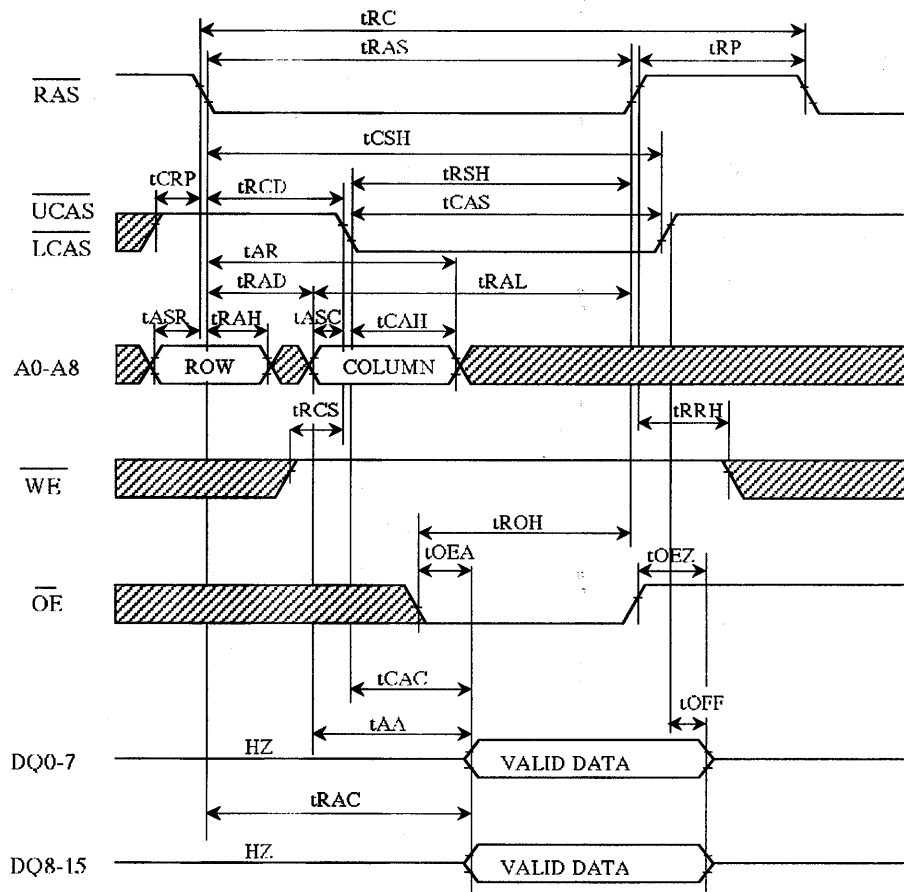 tRC
tRAS
tRP
RAS
tCSH
tCRP
tRCD
tRSH
UCAS
tCAS
LCAS
tAR
tRAD
tRAL
tASR
tRAH
tASC
tCAH
A0-A8
ROW
COLUMN
tRCS
tRRH
WE
tROH
tOEA
tOEZ
OE
tCAC
tOFF
tAA
HZ
DQ0-7
VALID DATA
tRAC
HZ
DQ8-15
VALID DATA